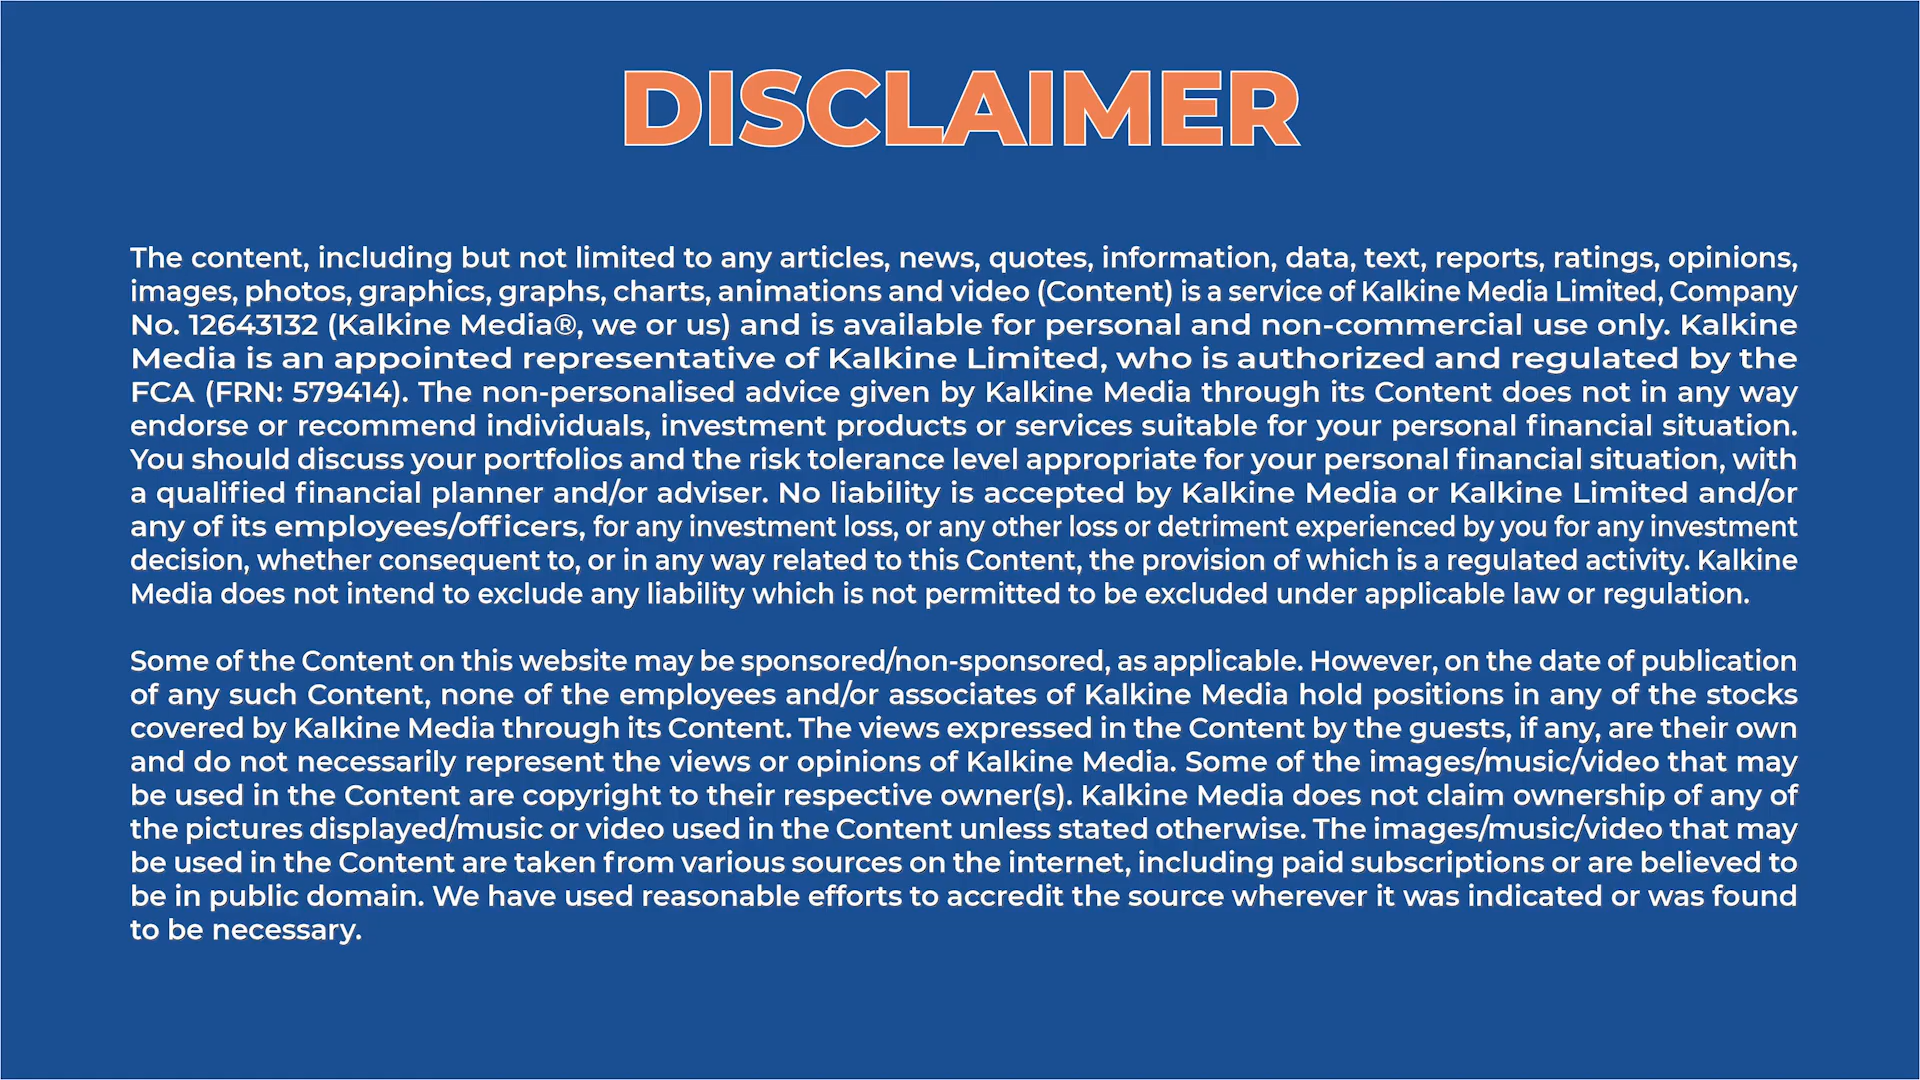 DISCLAIMER
The content, including but not limited to any articles, news, quotes, information, data, text, reports, ratings, opinions,
images, photos, graphics, graphs, charts, animations and video (Content) is a service of Kalkine Media Limited, Company
No. 12643132 (Kalkine Media®, we or us) and is available for personal and non-commercial use only. Kalkine
Media is an appointed representative of Kalkine Limited, who is authorized and regulated by the
FCA (FRN: 579414). The non-personalised advice given by Kalkine Media through its Content does not in any way
endorse or recommend individuals, investment products or services suitable for your personal financial situation.
You should discuss your portfolios and the risk tolerance level appropriate for your personal financial situation, with
a qualified financial planner and/or adviser. No liability is accepted by Kalkine Media or Kalkine Limited and/or
any of its employees/officers, for any investment loss, or any other loss or detriment experienced by you for any investment
decision, whether consequent to, or in any way related to this Content, the provision of which is a regulated activity. Kalkine
Media does not intend to exclude any liability which is not permitted to be excluded under applicable law or regulation.
Some of the Content on this website may be sponsored/non-sponsored, as applicable. However, on the date of publication
of any such Content, none of the employees and/or associates of Kalkine Media hold positions in any of the stocks
covered by Kalkine Media through its Content. The views expressed in the Content by the guests, if any, are their own
and do not necessarily represent the views or opinions of Kalkine Media. Some of the images/music/video that may
be used in the Content are copyright to their respective owner(s). Kalkine Media does not claim ownership of any of
the pictures displayed/music or video used in the Content unless stated otherwise. The images/music/video that may
be used in the Content are taken from various sources on the internet, including paid subscriptions or are believed to
be in public domain. We have used reasonable efforts to accredit the source wherever it was indicated or was found
to be necessary.